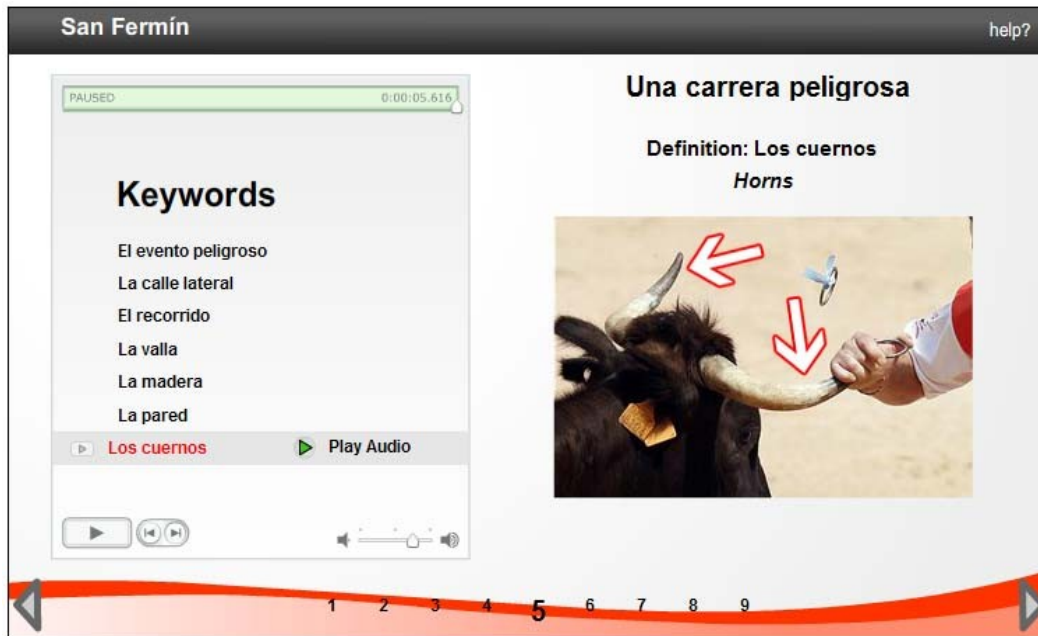 San Fermín
help?
PAUSED 0:00:05.616
Keywords
El evento peligroso
La calle lateral
El recorrido
La valla
La madera
La pared
Los cuernos Play Audio
Una carrera peligrosa
Definition: Los cuernos
Horns
1 2 3 4 5 6 7 8 9